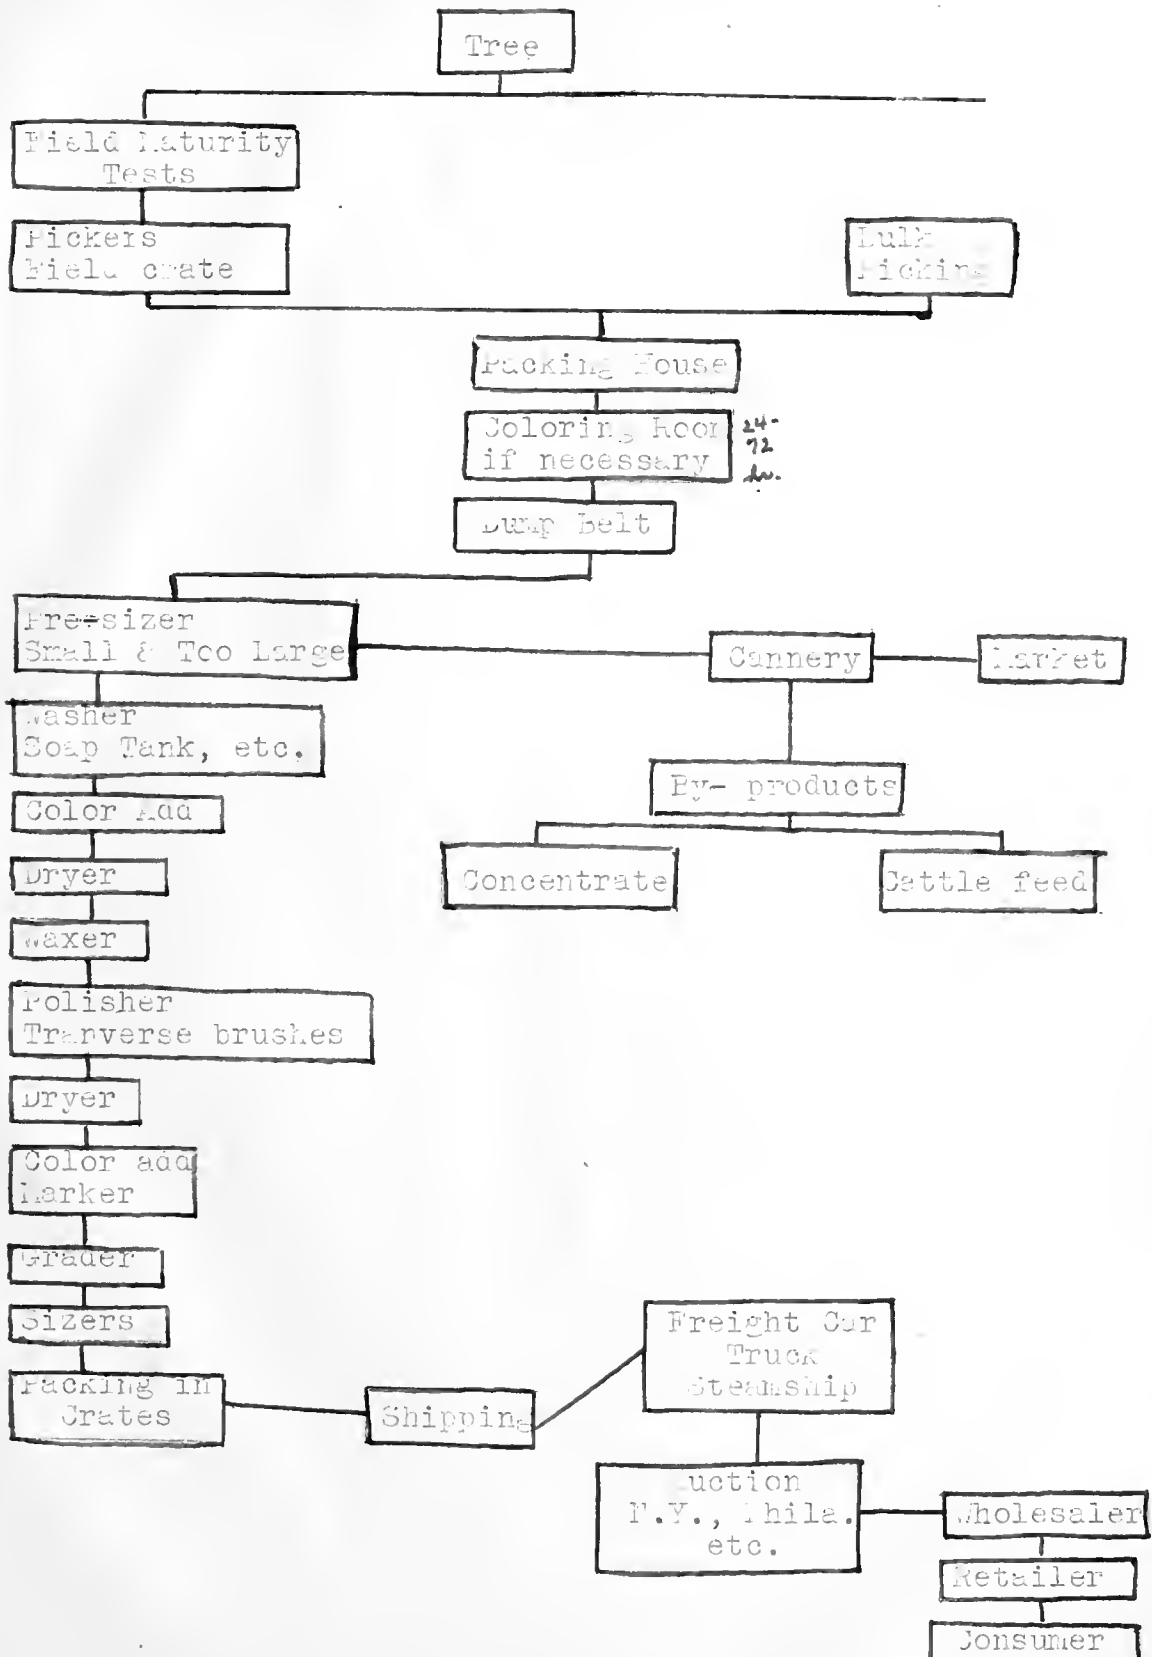 Tree
Field Maturity
Tests
Pickers
Field crate
Bulk
Picking
Packing House
Coloring Room
if necessary
24-
72
hr.
Dump Belt
Pre-sizer
Small & Too Large
Cannery
Market
Washer
Soap Tank, etc.
By- products
Color Add
Concentrate
Cattle feed
Dryer
Waxer
Polisher
Tranverse brushes
Dryer
Color add
Marker
Grader
Sizers
Packing in
Crates
Shipping
Freight Car
Truck
Steamship
uction
N.Y., Phila.
etc.
Wholesaler
Retailer
Consumer